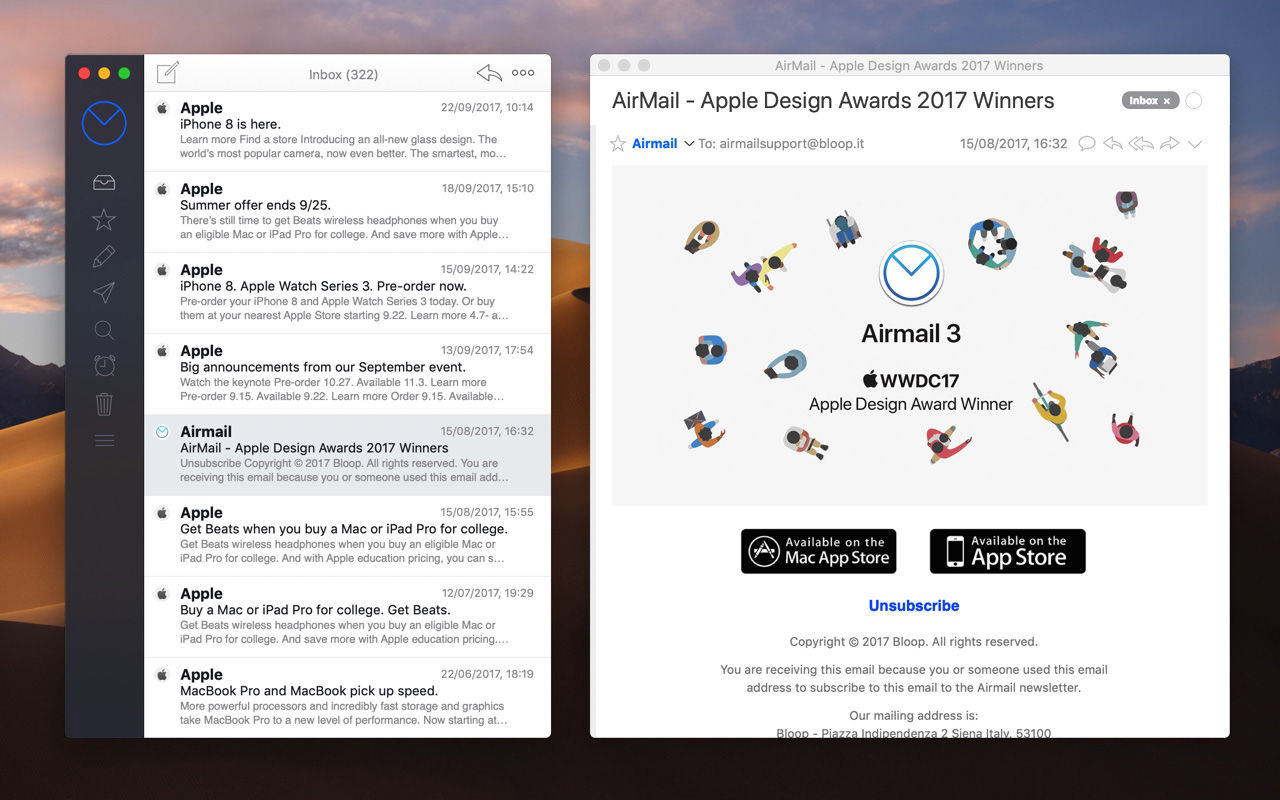 Inbox (322)
Apple 22/09/2017, 10:14
iPhone 8 is here.
Learn more Find a store Introducing an all-new glass design. The
world's most popular camera, now even better. The smartest, mo…
Apple 18/09/2017, 15:10
Summer offer ends 9/25.
There's still time to get Beats wireless headphones when you buy
an eligible Mac or iPad Pro for college. And save more with Apple…
Apple 15/09/2017, 14:22
iPhone 8. Apple Watch Series 3. Pre-order now.
Pre-order your iPhone 8 and Apple Watch Series 3 today. Or buy
them at your nearest Apple Store starting 9.22. Learn more 4.7- a…
Apple 13/09/2017, 17:54
Big announcements from our September event.
Watch the keynote Pre-order 10.27. Available 11.3. Learn more
Pre-order 9.15. Available 9.22. Learn more Order 9.15. Available…
Airmail 15/08/2017, 16:32
AirMail - Apple Design Awards 2017 Winners
Unsubscribe Copyright © 2017 Bloop. All rights reserved. You are
receiving this email because you or someone used this email add…
Apple 15/08/2017, 15:55
Get Beats when you buy a Mac or iPad Pro for college.
Get Beats wireless headphones when you buy an eligible Mac or
iPad Pro for college. And with Apple education pricing, you can s…
Apple 12/07/2017, 19:29
Buy a Mac or iPad Pro for college. Get Beats.
Get Beats wireless headphones when you buy an eligible Mac or
iPad Pro for college. And save more with Apple education pricing.…
Apple 22/06/2017, 18:19
MacBook Pro and MacBook pick up speed.
More powerful processors and incredibly fast storage and graphics
take MacBook Pro to a new level of performance. Now starting at…
AirMail - Apple Design Awards 2017 Winners
AirMail - Apple Design Awards 2017 Winners
Inbox ×
Airmail To: airmailsupport@bloop.it 15/08/2017, 16:32
Airmail 3
WWDC17
Apple Design Award Winner
Available on the
Mac App Store
Available on the
App Store
Unsubscribe
Copyright © 2017 Bloop. All rights reserved.
You are receiving this email because you or someone used this email
address to subscribe to this email to the Airmail newsletter.
Our mailing address is:
Bloop - Piazza Indipendenza 2 Siena Italy, 53100